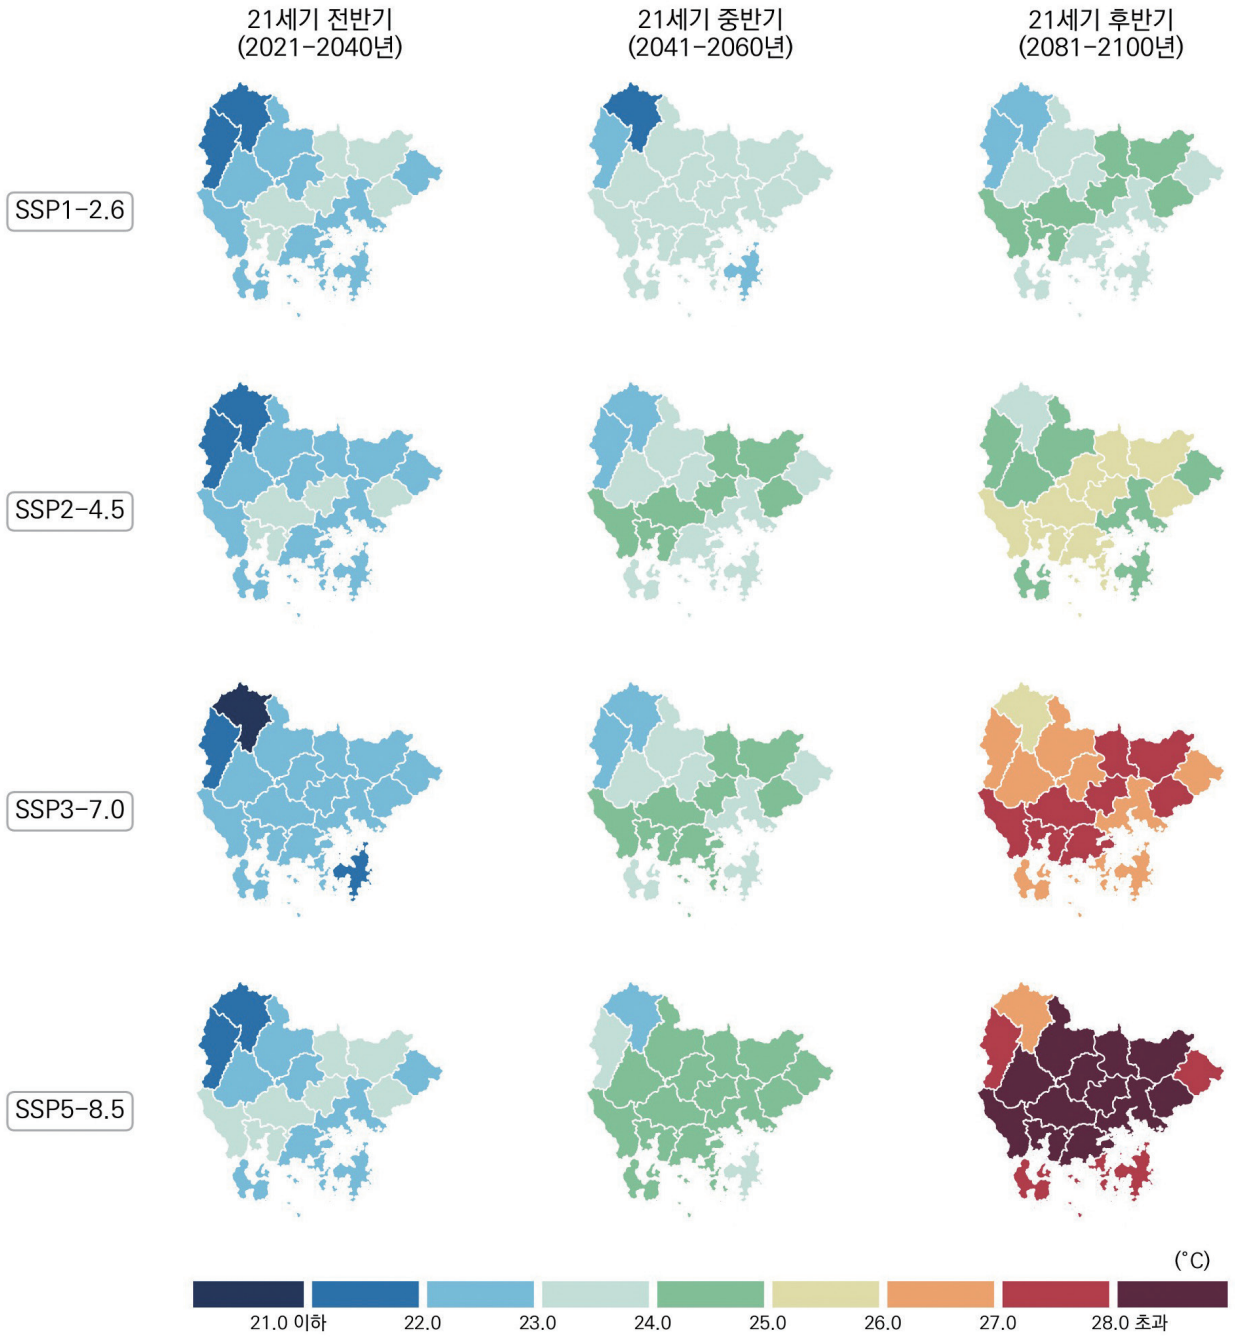 21세기 전반기
(2021-2040년)
21세기 중반기
(2041-2060년)
21세기 후반기
(2081-2100년)
SSP1-2.6
SSP2-4.5
SSP3-7.0
SSP5-8.5
(°C)
21.0 이하 22.0 23.0 24.0 25.0 26.0 27.0 28.0 초과